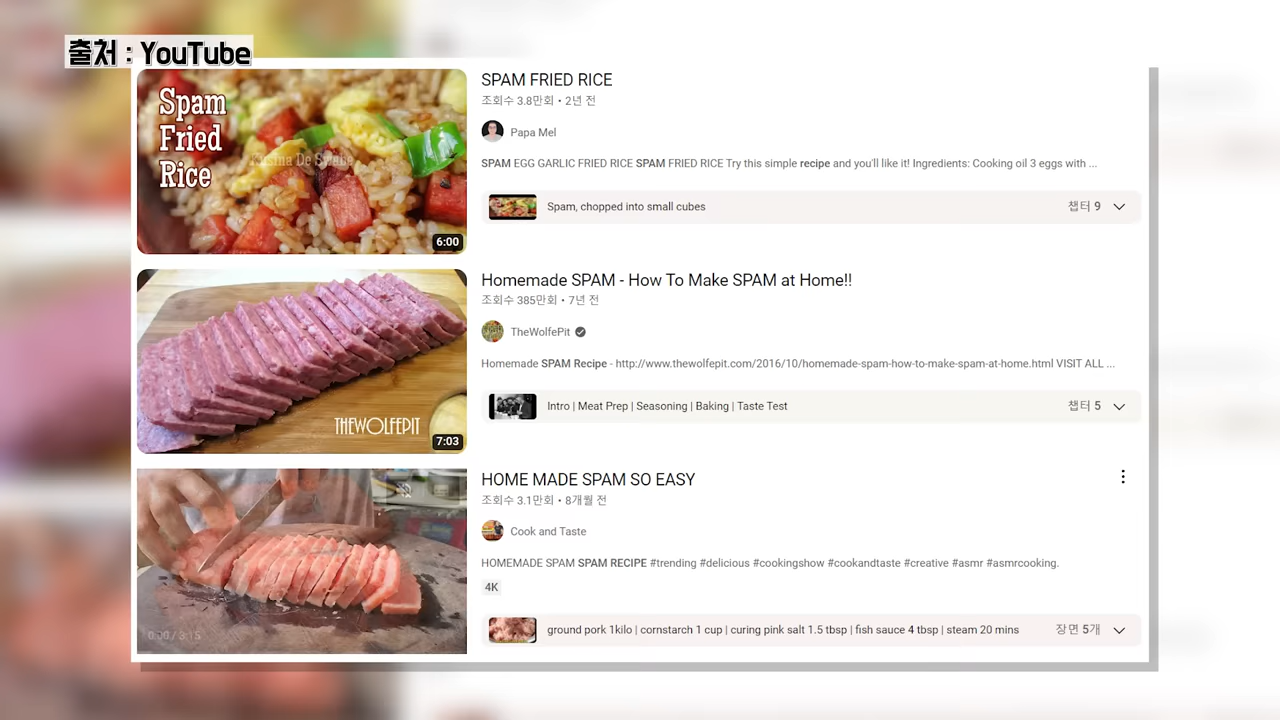 출처 : YouTube
Spam
Fried
Rice
Kusina De Swabe
6:00
SPAM FRIED RICE
조회수 3.8만회 • 2년 전
Papa Mel
SPAM EGG GARLIC FRIED RICE SPAM FRIED RICE Try this simple recipe and you'll like it! Ingredients: Cooking oil 3 eggs with ...
Spam, chopped into small cubes
챕터 9
THEWOLFEPIT
7:03
Homemade SPAM - How To Make SPAM at Home!!
조회수 385만회 • 7년 전
TheWolfePit
Homemade SPAM Recipe - http://www.thewolfepit.com/2016/10/homemade-spam-how-to-make-spam-at-home.html VISIT ALL ...
Intro | Meat Prep | Seasoning | Baking | Taste Test
챕터 5
0:00 / 3:15
HOME MADE SPAM SO EASY
조회수 3.1만회 • 8개월 전
Cook and Taste
HOMEMADE SPAM SPAM RECIPE #trending #delicious #cookingshow #cookandtaste #creative #asmr #asmrcooking.
4K
ground pork 1kilo | cornstarch 1 cup | curing pink salt 1.5 tbsp | fish sauce 4 tbsp | steam 20 mins
장면 5개